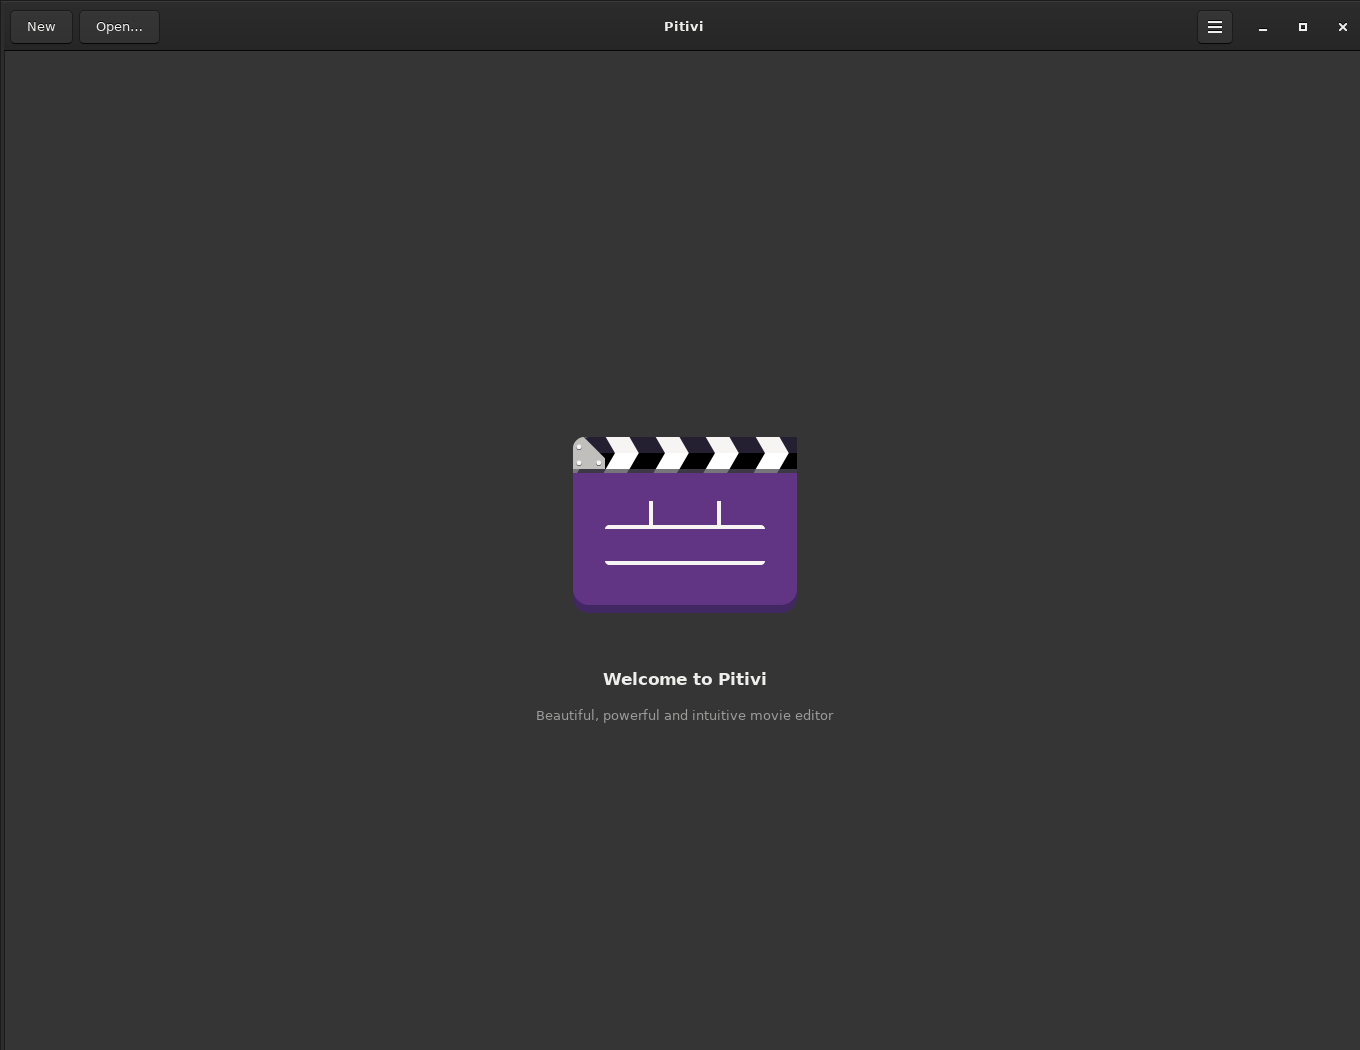 New
Open...
Pitivi
Welcome to Pitivi
Beautiful, powerful and intuitive movie editor